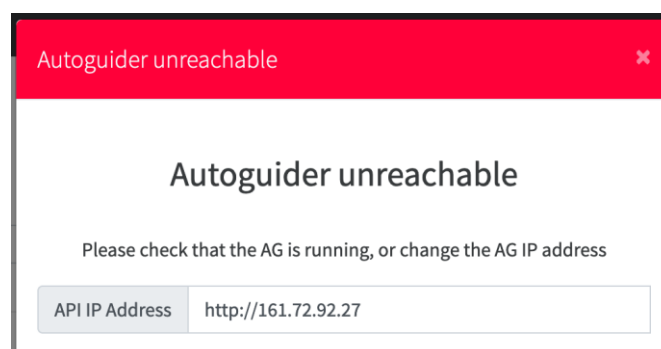 Autoguider unreachable
Autoguider unreachable
Please check that the AG is running, or change the AG IP address
API IP Address http://161.72.92.27